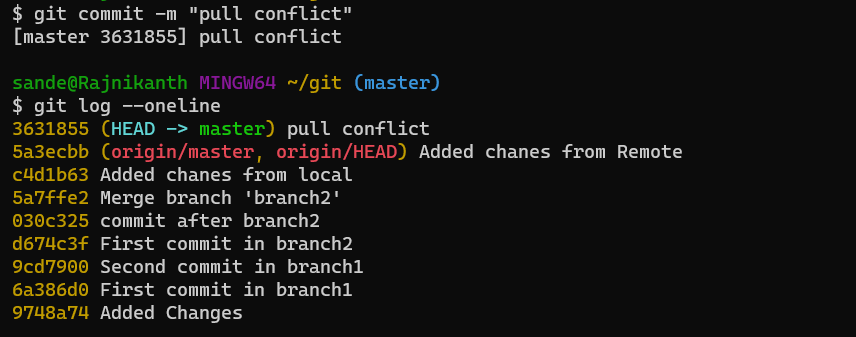 $ git commit -m "pull conflict"
[master 3631855] pull conflict
sande@Rajnikanth MINGW64 ~/git (master)
$ git log --oneline
3631855 (HEAD -> master) pull conflict
5a3ecbb (origin/master, origin/HEAD) Added chanes from Remote
c4d1b63 Added chanes from local
5a7ffe2 Merge branch 'branch2'
030c325 commit after branch2
d674c3f First commit in branch2
9cd7900 Second commit in branch1
6a386d0 First commit in branch1
9748a74 Added Changes